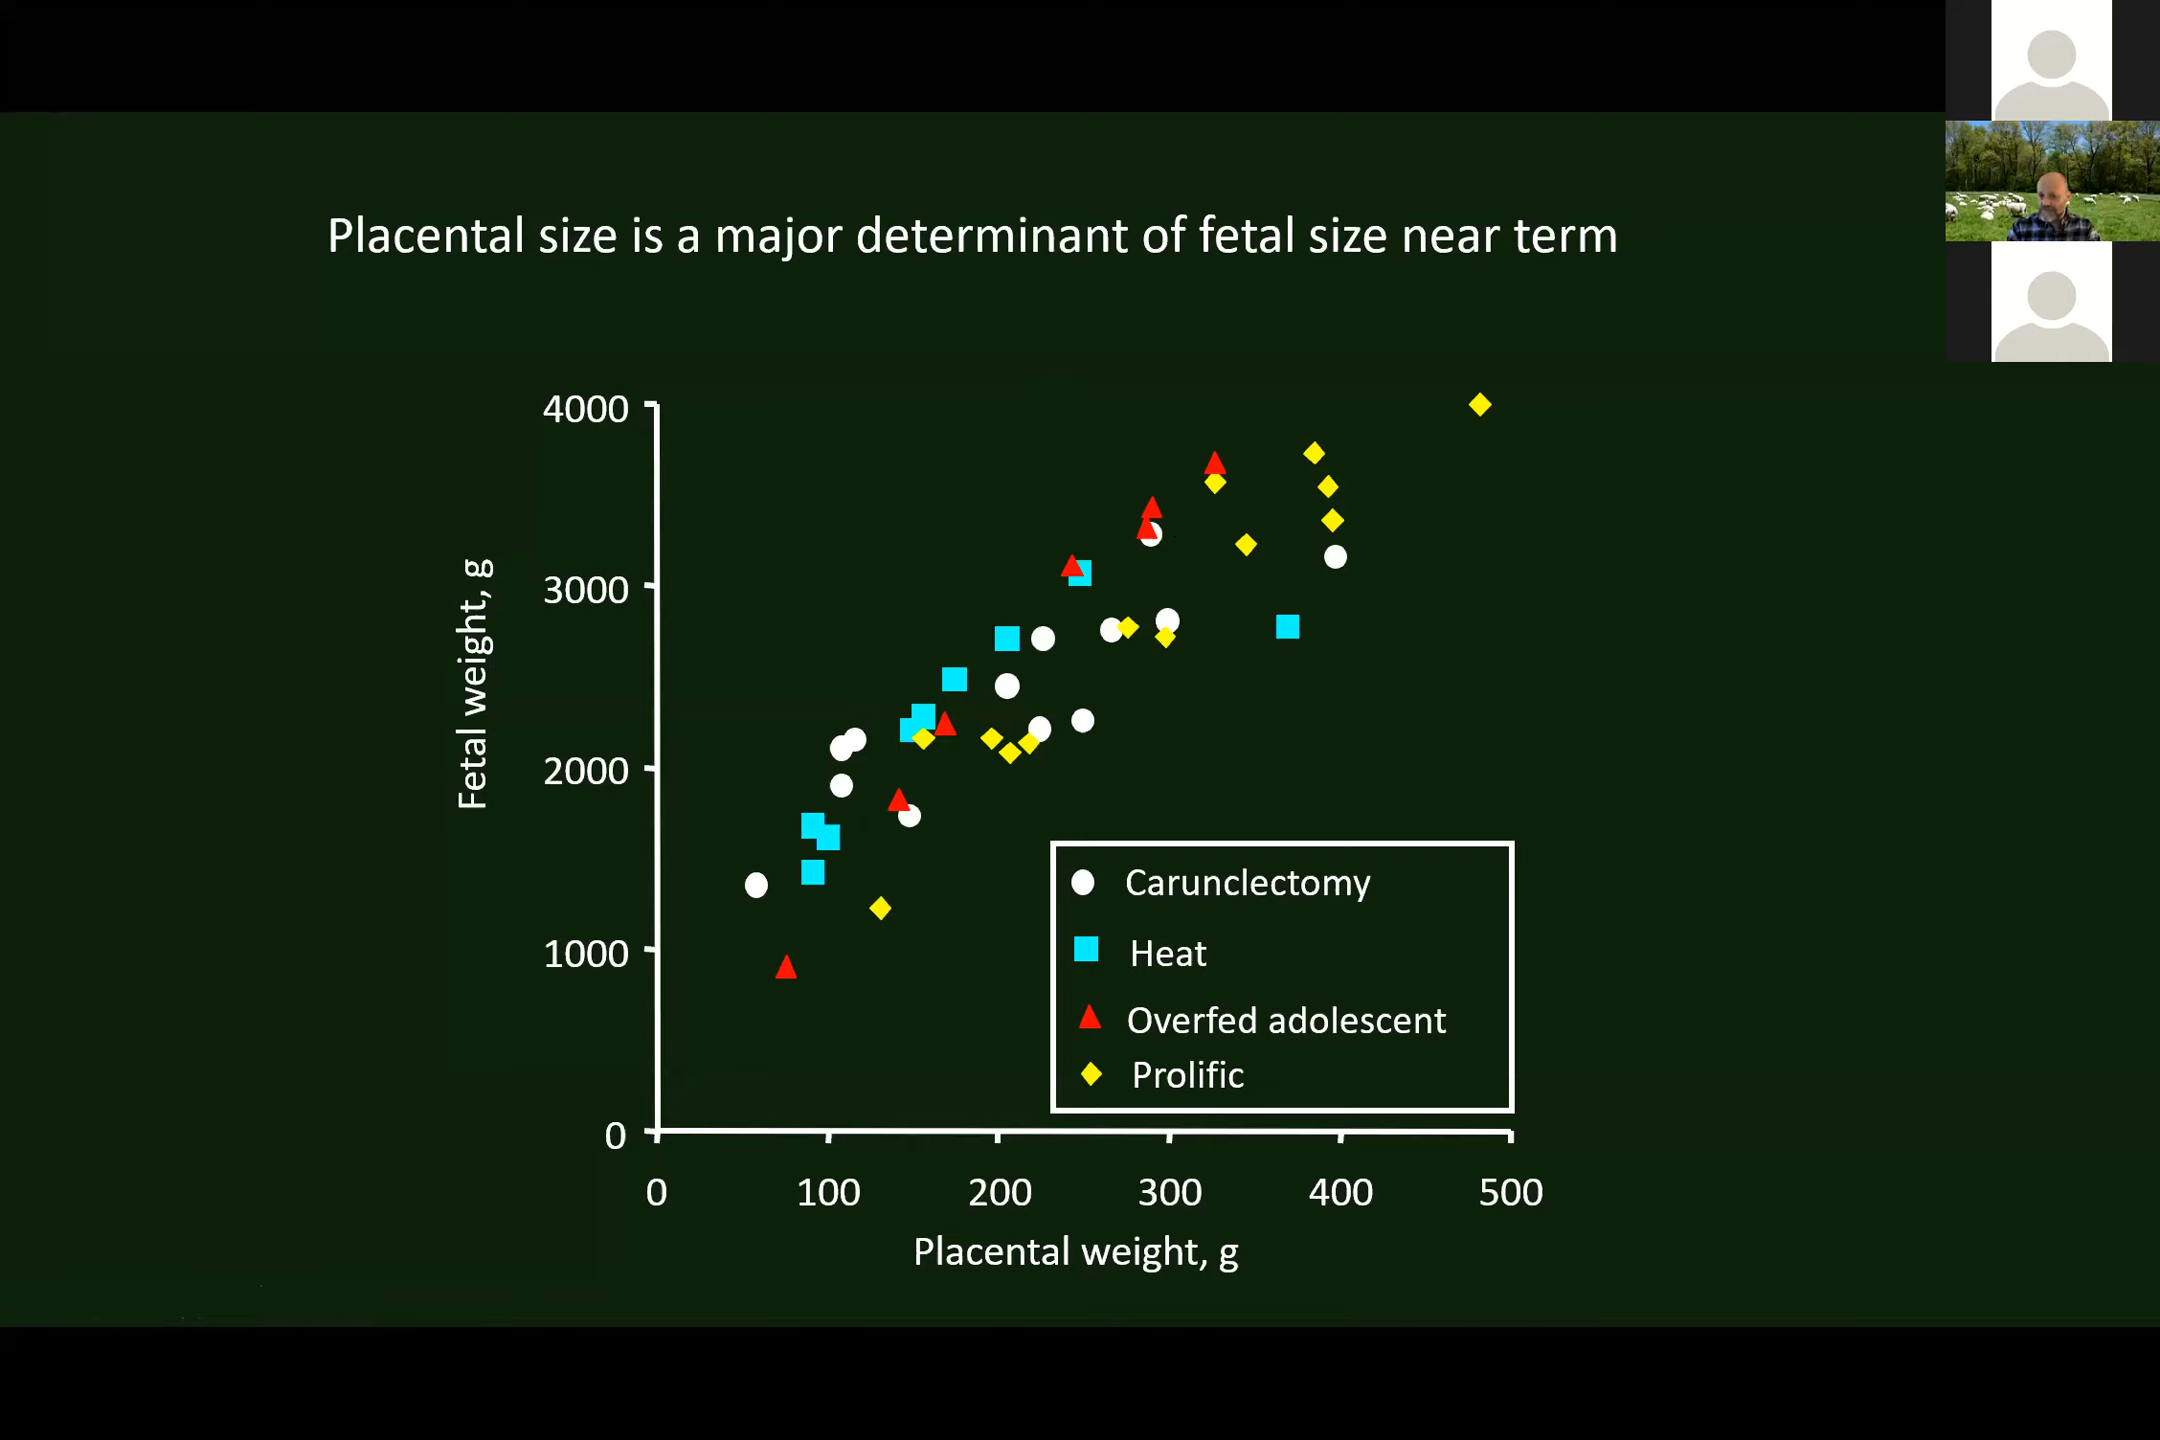 Placental size is a major determinant of fetal size near term
4000
3000
2000
1000
0
Fetal weight, g
Carunclectomy
Heat
Overfed adolescent
Prolific
0 100 200 300 400 500
Placental weight, g